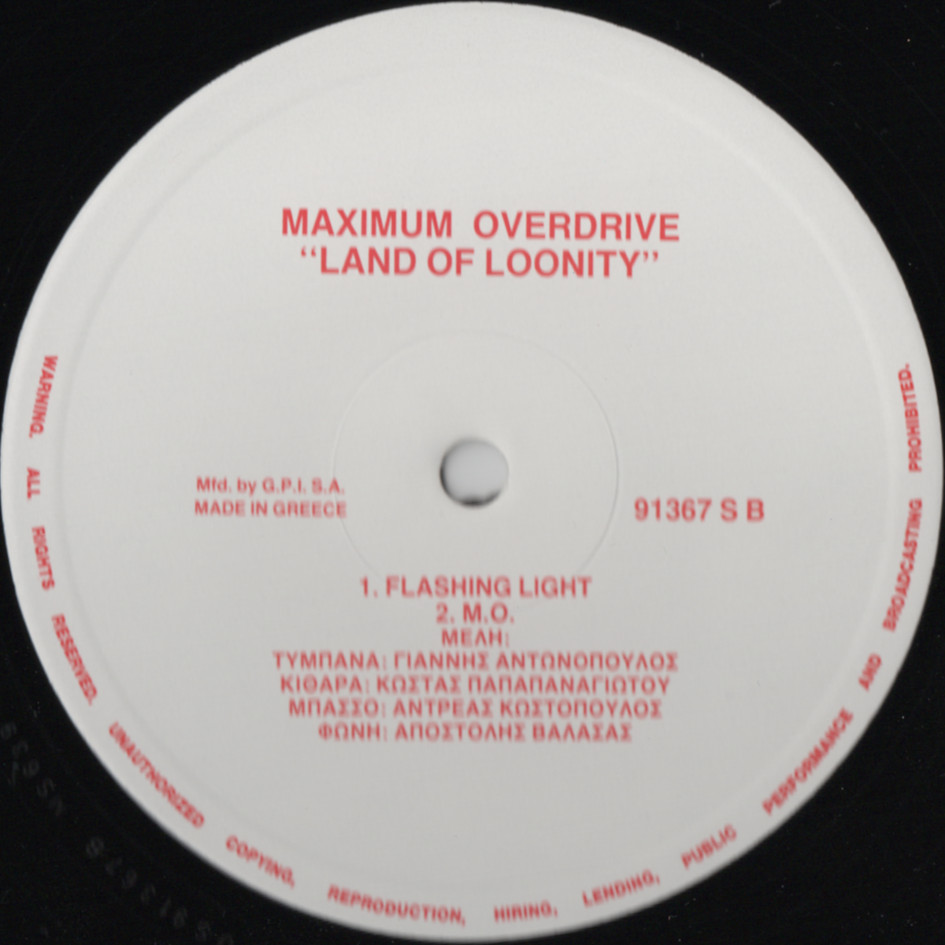 MAXIMUM OVERDRIVE
“LAND OF LOONITY”
Mfd. by G.P.I. S.A.
MADE IN GREECE
91367 S B
1. FLASHING LIGHT
2. M.O.
ΜΕΛΗ:
ΤΥΜΠΑΝΑ: ΓΙΑΝΝΗΣ ΑΝΤΩΝΟΠΟΥΛΟΣ
ΚΙΘΑΡΑ: ΚΩΣΤΑΣ ΠΑΠΑΠΑΝΑΓΙΩΤΟΥ
ΜΠΑΣΣΟ: ΑΝΤΡΕΑΣ ΚΩΣΤΟΠΟΥΛΟΣ
ΦΩΝΗ: ΑΠΟΣΤΟΛΗΣ ΒΑΛΑΣΑΣ
WARNING. ALL RIGHTS RESERVED. UNAUTHORIZED COPYING, REPRODUCTION, HIRING, LENDING, PUBLIC PERFORMANCE AND BROADCASTING PROHIBITED.